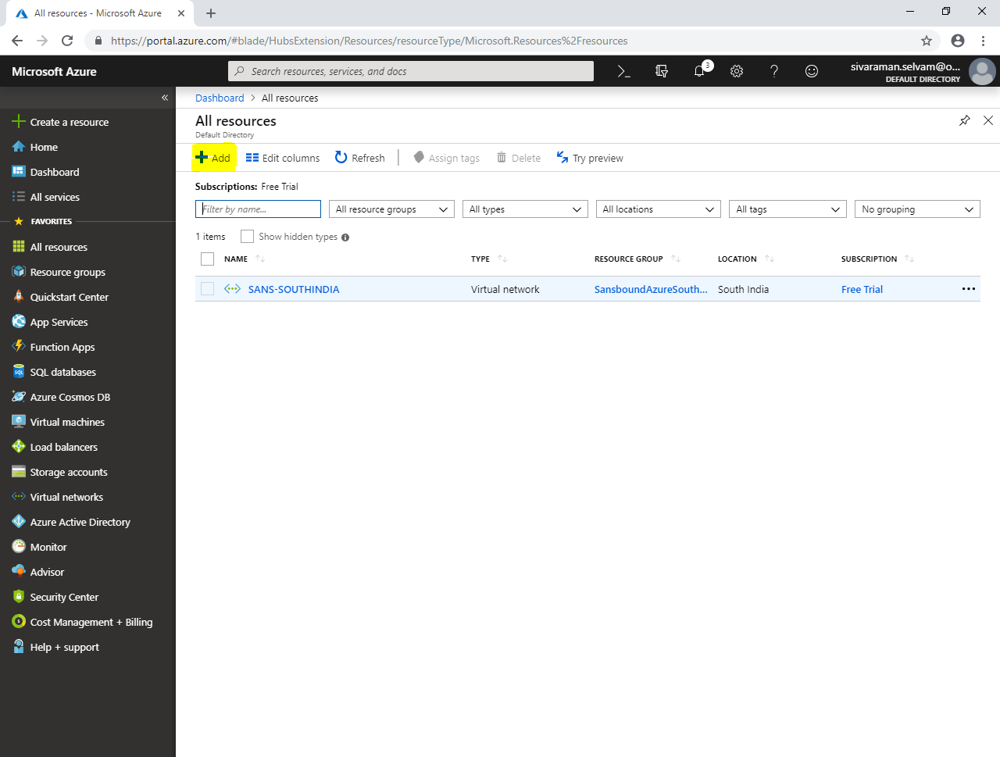 All resources - Microsoft Azure
https://portal.azure.com/#blade/HubsExtension/Resources/resourceType/Microsoft.Resources%2Fresources
Microsoft Azure
Search resources, services, and docs
3
sivaraman.selvam@o...
DEFAULT DIRECTORY
Dashboard > All resources
All resources
Default Directory
Add
Edit columns
Refresh
Assign tags
Delete
Try preview
Subscriptions: Free Trial
Filter by name...
All resource groups
All types
All locations
All tags
No grouping
1 items
Show hidden types
NAME TYPE RESOURCE GROUP LOCATION SUBSCRIPTION
SANS-SOUTHINDIA Virtual network SansboundAzureSouth... South India Free Trial
Create a resource
Home
Dashboard
All services
FAVORITES
All resources
Resource groups
Quickstart Center
App Services
Function Apps
SQL databases
Azure Cosmos DB
Virtual machines
Load balancers
Storage accounts
Virtual networks
Azure Active Directory
Monitor
Advisor
Security Center
Cost Management + Billing
Help + support